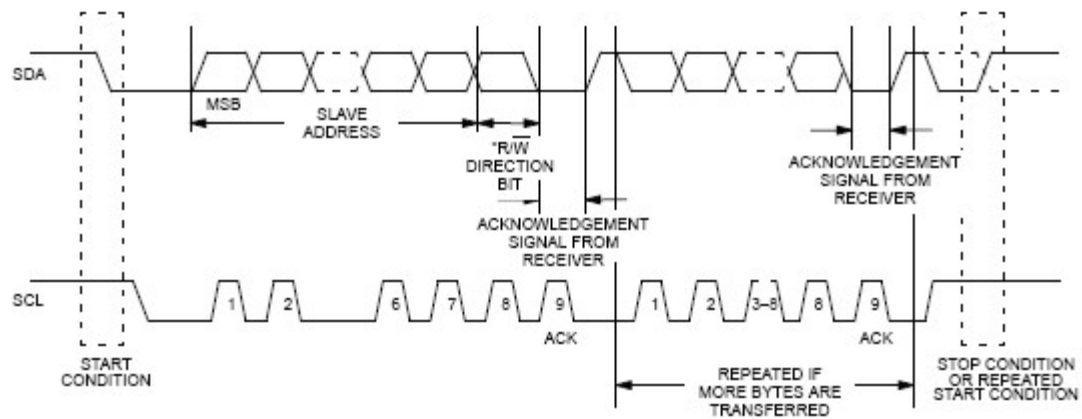 SDA
MSB
SLAVE
ADDRESS
*R/W
DIRECTION
BIT
ACKNOWLEDGEMENT
SIGNAL FROM
RECEIVER
ACKNOWLEDGEMENT
SIGNAL FROM
RECEIVER
SCL
1 2 6 7 8 9 1 2 3–8 8 9
ACK ACK
START
CONDITION
REPEATED IF
MORE BYTES ARE
TRANSFERRED
STOP CONDITION
OR REPEATED
START CONDITION